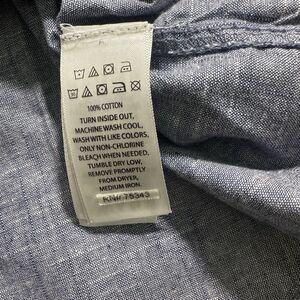 100% COTTON
TURN INSIDE OUT,
MACHINE WASH COOL.
WASH WITH LIKE COLORS,
ONLY NON-CHLORINE
BLEACH WHEN NEEDED,
TUMBLE DRY LOW,
REMOVE PROMPTLY
FROM DRYER,
MEDIUM IRON.
RN# 75343